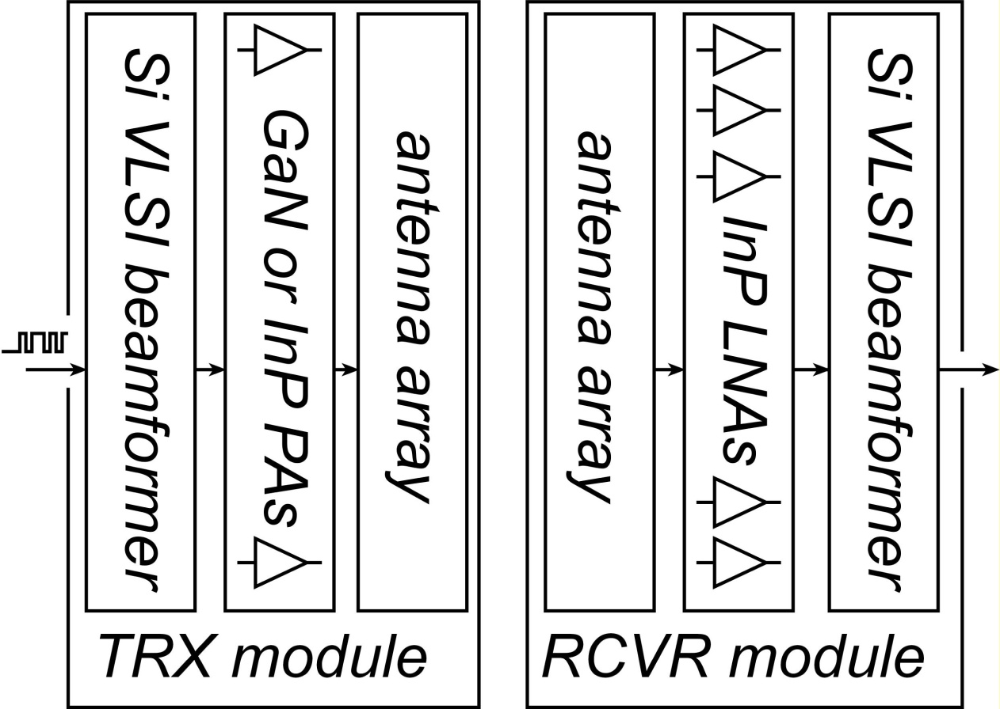 Si VLSI beamformer
GaN or InP PAs
antenna array
TRX module
antenna array
InP LNAs
Si VLSI beamformer
RCVR module